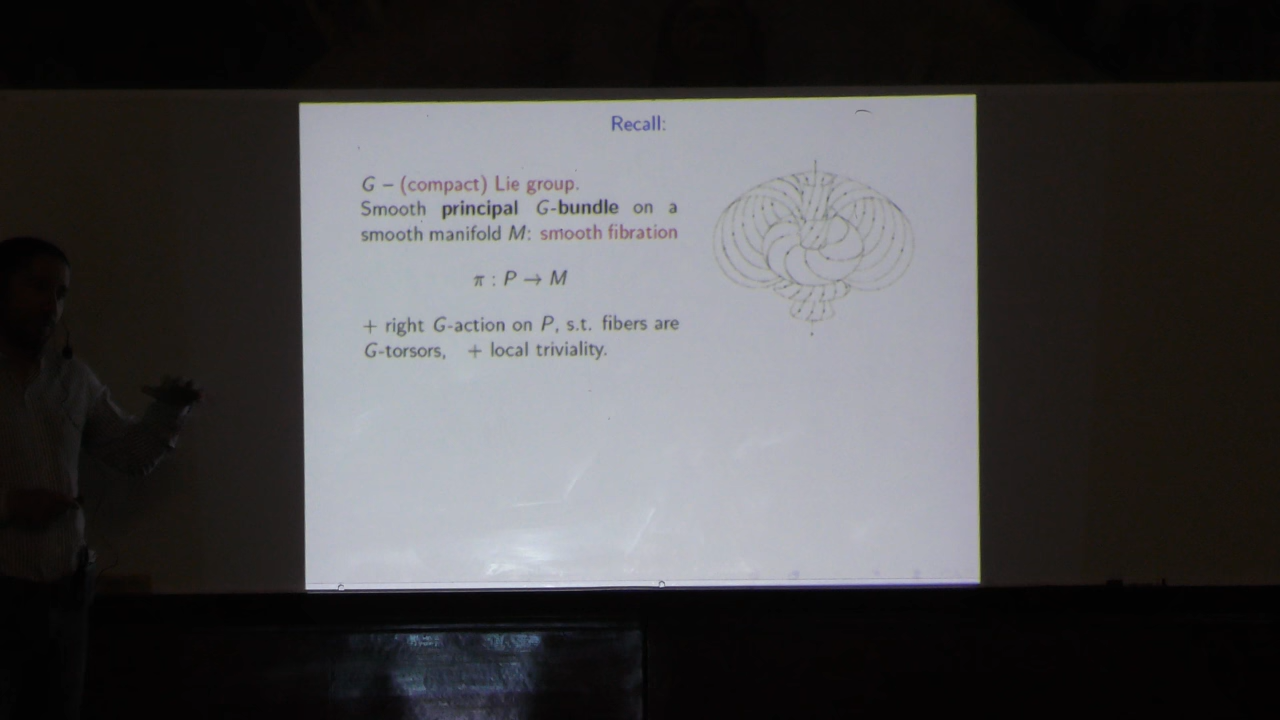 Recall:
G – (compact) Lie group.
Smooth principal G-bundle on a
smooth manifold M: smooth fibration
π : P → M
+ right G-action on P, s.t. fibers are
G-torsors, + local triviality.